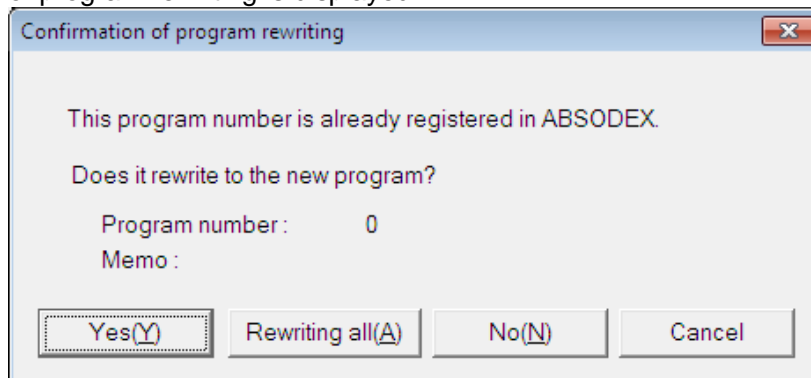 Confirmation of program rewriting
This program number is already registered in ABSODEX.
Does it rewrite to the new program?
Program number : 0
Memo :
Yes(Y) Rewriting all(A) No(N) Cancel